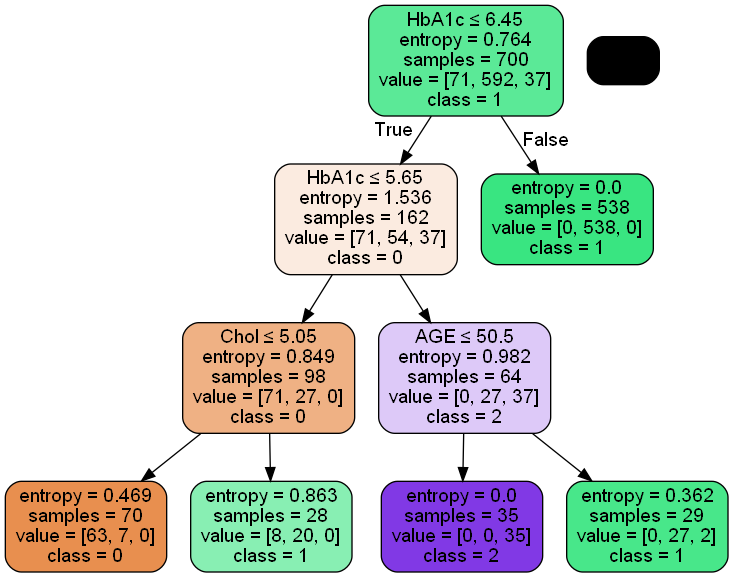 HbA1c ≤ 6.45
entropy = 0.764
samples = 700
value = [71, 592, 37]
class = 1
True
False
HbA1c ≤ 5.65
entropy = 1.536
samples = 162
value = [71, 54, 37]
class = 0
entropy = 0.0
samples = 538
value = [0, 538, 0]
class = 1
Chol ≤ 5.05
entropy = 0.849
samples = 98
value = [71, 27, 0]
class = 0
AGE ≤ 50.5
entropy = 0.982
samples = 64
value = [0, 27, 37]
class = 2
entropy = 0.469
samples = 70
value = [63, 7, 0]
class = 0
entropy = 0.863
samples = 28
value = [8, 20, 0]
class = 1
entropy = 0.0
samples = 35
value = [0, 0, 35]
class = 2
entropy = 0.362
samples = 29
value = [0, 27, 2]
class = 1